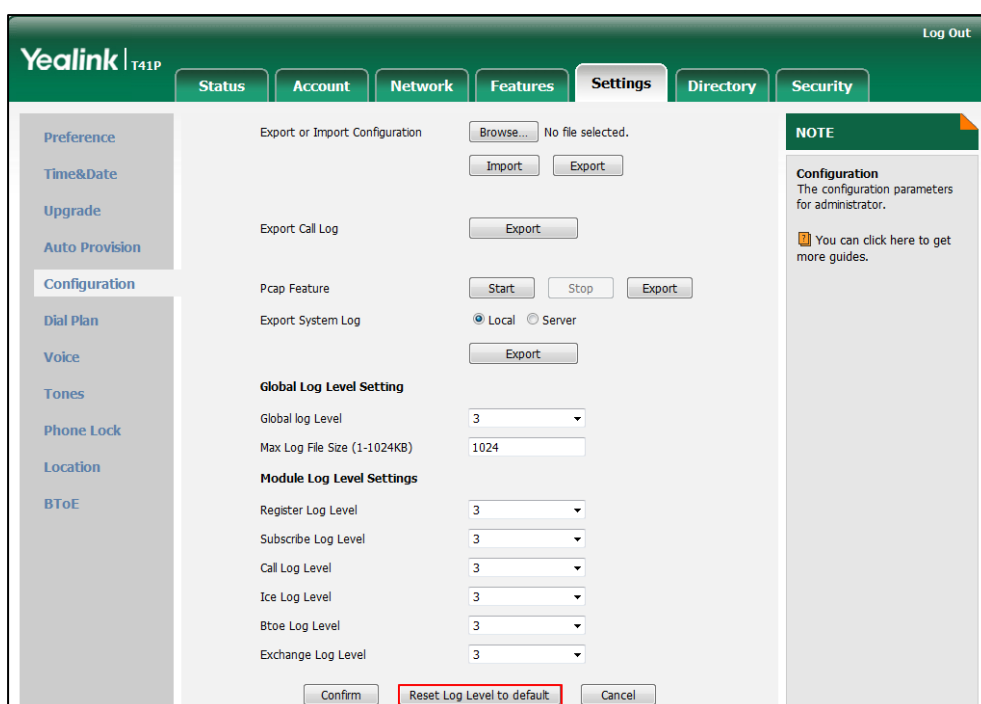 Log Out
Yealink | T41P
Status Account Network Features Settings Directory Security
Preference
Time&Date
Upgrade
Auto Provision
Configuration
Dial Plan
Voice
Tones
Phone Lock
Location
BToE
Export or Import Configuration Browse... No file selected.
Import Export
Export Call Log Export
Pcap Feature Start Stop Export
Export System Log Local Server
Export
Global Log Level Setting
Global log Level 3
Max Log File Size (1-1024KB) 1024
Module Log Level Settings
Register Log Level 3
Subscribe Log Level 3
Call Log Level 3
Ice Log Level 3
Btoe Log Level 3
Exchange Log Level 3
Confirm Reset Log Level to default Cancel
NOTE
Configuration
The configuration parameters
for administrator.
? You can click here to get
more guides.